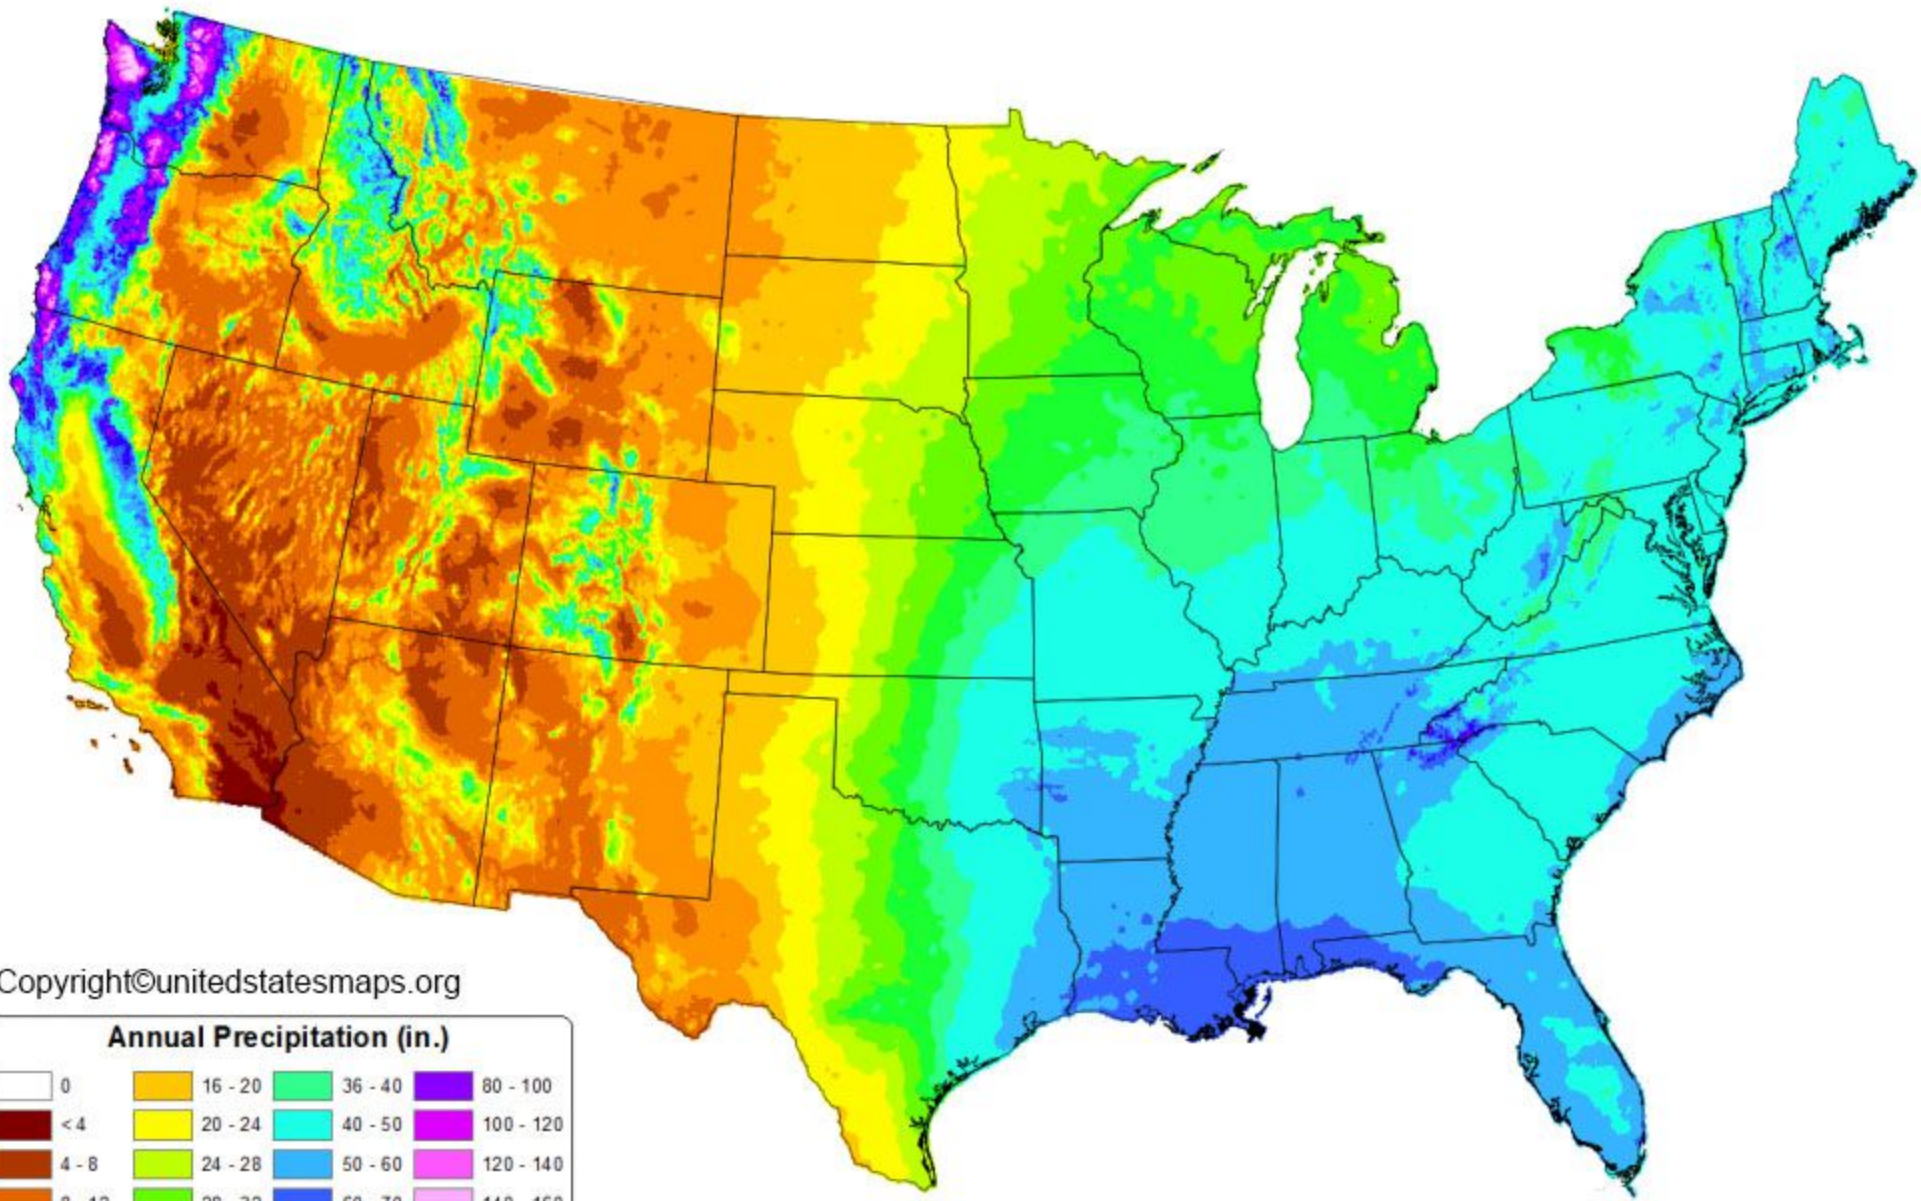 Copyright©unitedstatesmaps.org
Annual Precipitation (in.)
0 16 - 20 36 - 40 80 - 100
< 4 20 - 24 40 - 50 100 - 120
4 - 8 24 - 28 50 - 60 120 - 140